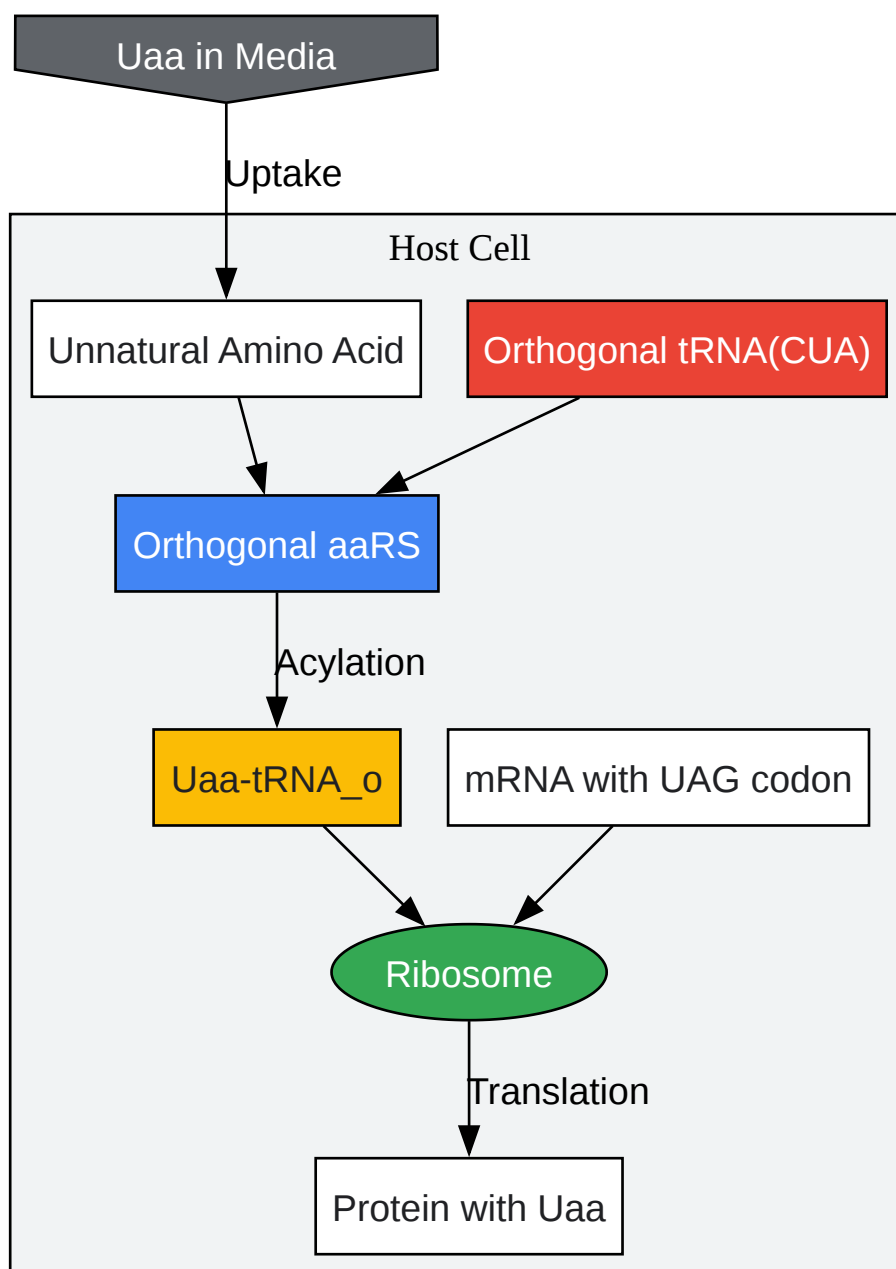 Uaa in Media
Uptake
Host Cell
Unnatural Amino Acid
Orthogonal tRNA(CUA)
Orthogonal aaRS
Acylation
Uaa-tRNA_o
mRNA with UAG codon
Ribosome
Translation
Protein with Uaa